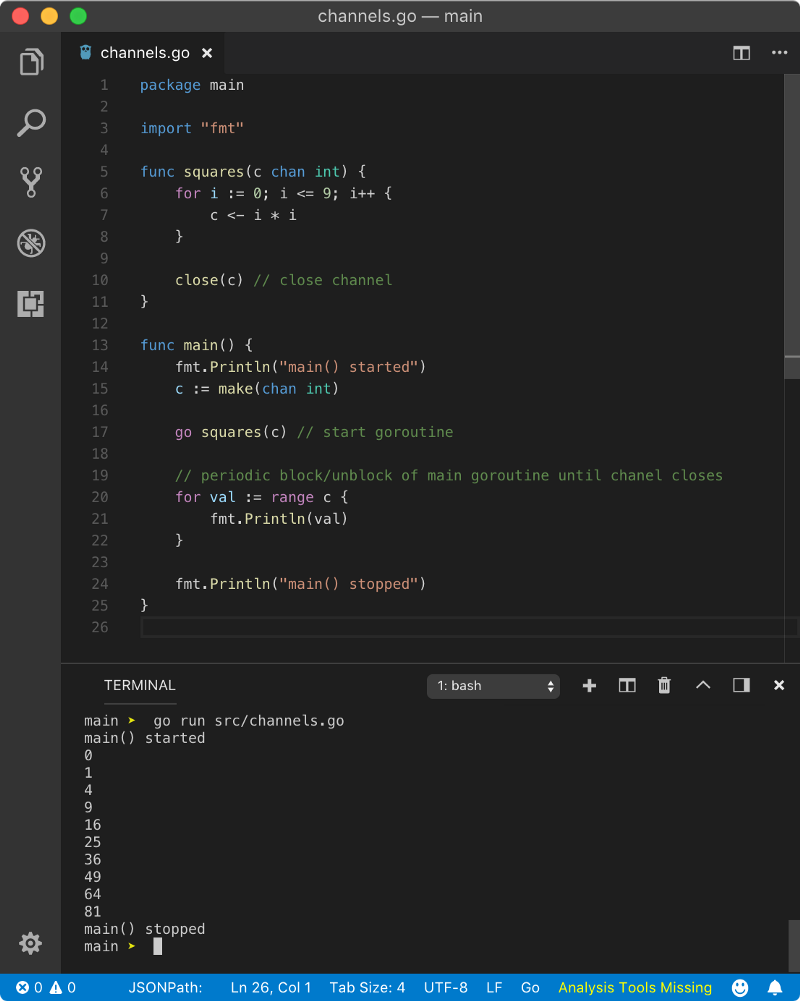 channels.go — main
channels.go
1 package main
2
3 import "fmt"
4
5 func squares(c chan int) {
6     for i := 0; i <= 9; i++ {
7         c <- i * i
8     }
9
10     close(c) // close channel
11 }
12
13 func main() {
14     fmt.Println("main() started")
15     c := make(chan int)
16
17     go squares(c) // start goroutine
18
19     // periodic block/unblock of main goroutine until chanel closes
20     for val := range c {
21         fmt.Println(val)
22     }
23
24     fmt.Println("main() stopped")
25 }
26
TERMINAL 1: bash
main ➤ go run src/channels.go
main() started
0
1
4
9
16
25
36
49
64
81
main() stopped
main ➤
0 0 JSONPath: Ln 26, Col 1 Tab Size: 4 UTF-8 LF Go Analysis Tools Missing